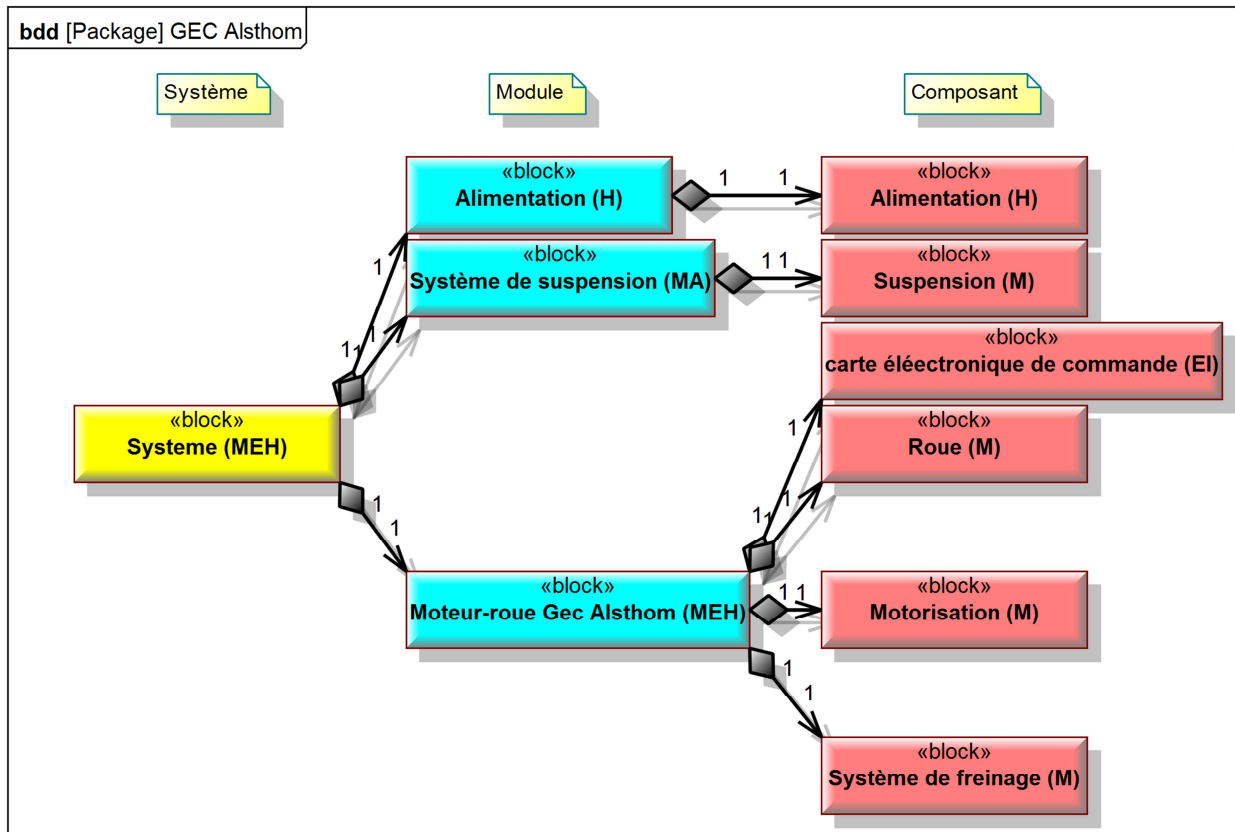 bdd [Package] GEC Alsthom
Système
Module
Composant
«block»
Alimentation (H)
1
1
«block»
Alimentation (H)
«block»
Système de suspension (MA)
1 1
«block»
Suspension (M)
«block»
carte éléectronique de commande (El)
1
1
1
1
«block»
Systeme (MEH)
«block»
Roue (M)
1
1
1
1
1
1
«block»
Moteur-roue Gec Alsthom (MEH)
1 1
«block»
Motorisation (M)
1
1
«block»
Système de freinage (M)